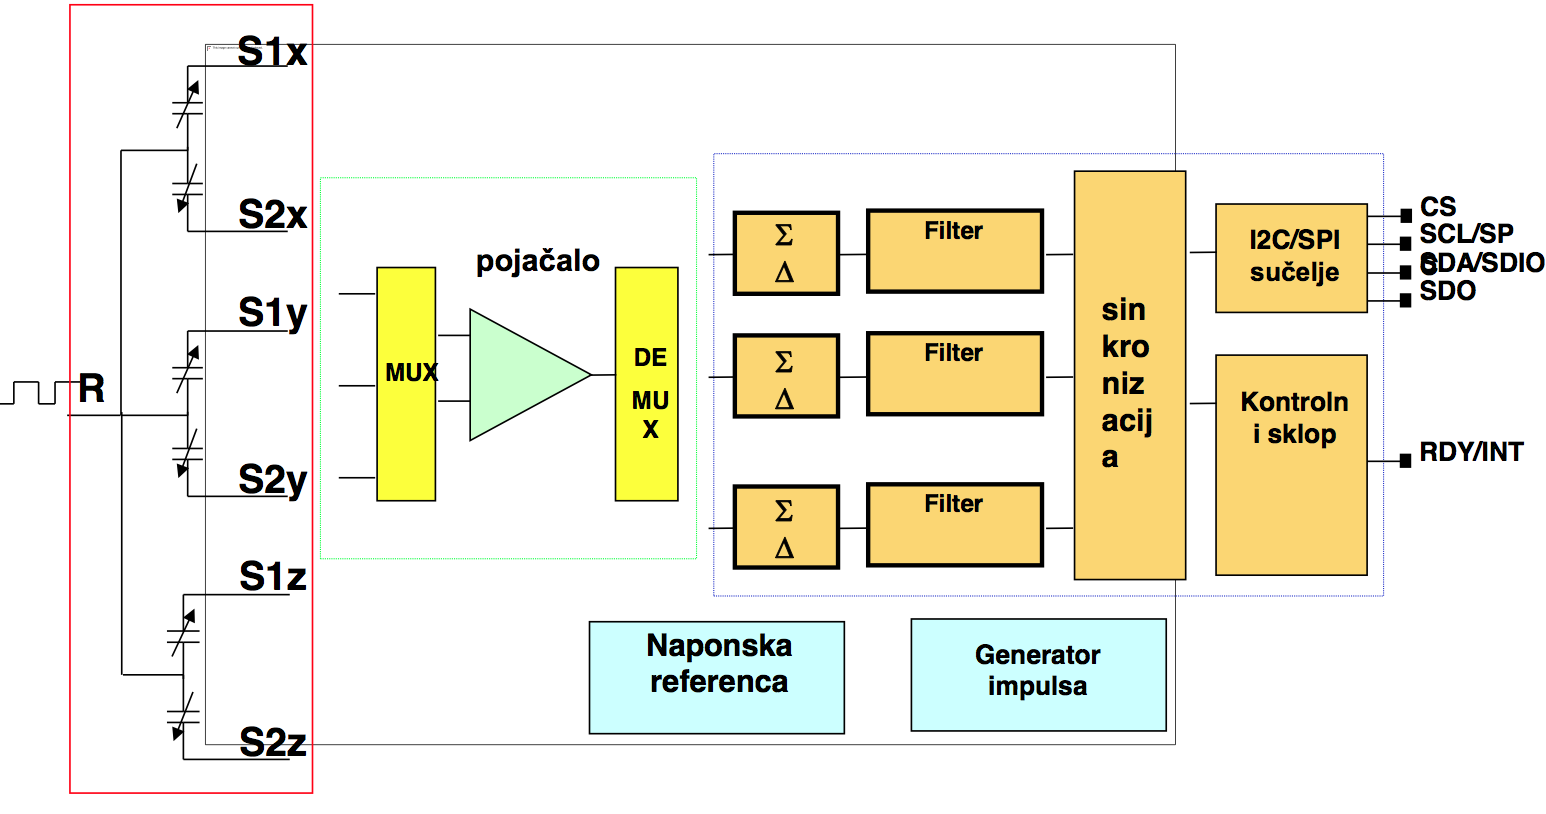 S1x
S2x
S1y
R
S2y
S1z
S2z
pojačalo
MUX
DE
MU
X
Σ
Δ
Filter
Σ
Δ
Filter
Σ
Δ
Filter
sin
kro
niz
acij
a
I2C/SPI
sučelje
Kontroln
i sklop
CS
SCL/SP
C
SDA/SDIO
SDO
RDY/INT
Naponska
referenca
Generator
impulsa